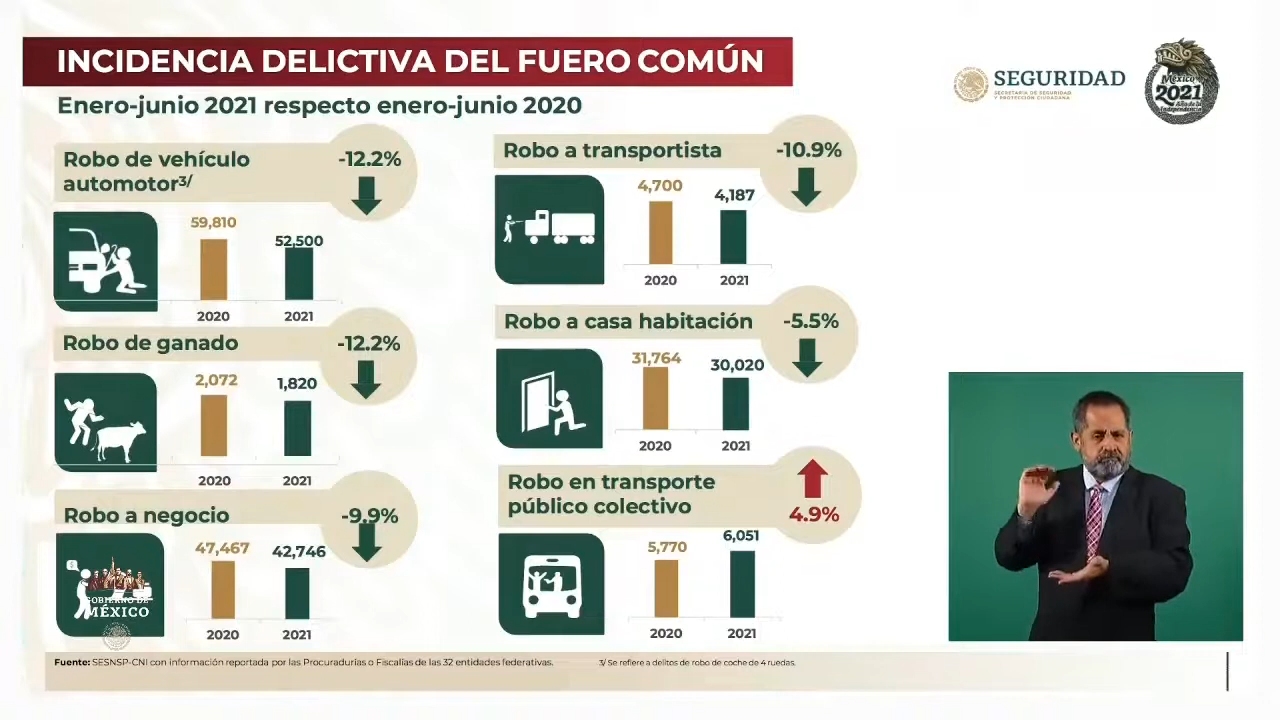 INCIDENCIA DELICTIVA DEL FUERO COMÚN
Enero-junio 2021 respecto enero-junio 2020
SEGURIDAD
SECRETARÍA DE SEGURIDAD
Y PROTECCIÓN CIUDADANA
México
2021
Año de la
Independencia
Robo de vehículo
automotor3/
-12.2%
59,810
52,500
2020
2021
Robo de ganado
-12.2%
2,072
1,820
2020
2021
Robo a negocio
-9.9%
47,467
42,746
2020
2021
GOBIERNO DE
MÉXICO
Robo a transportista
-10.9%
4,700
4,187
2020
2021
Robo a casa habitación
-5.5%
31,764
30,020
2020
2021
Robo en transporte
público colectivo
4.9%
5,770
6,051
2020
2021
Fuente: SESNSP-CNI con información reportada por las Procuradurías o Fiscalías de las 32 entidades federativas.
3/ Se refiere a delitos de robo de coche de 4 ruedas.